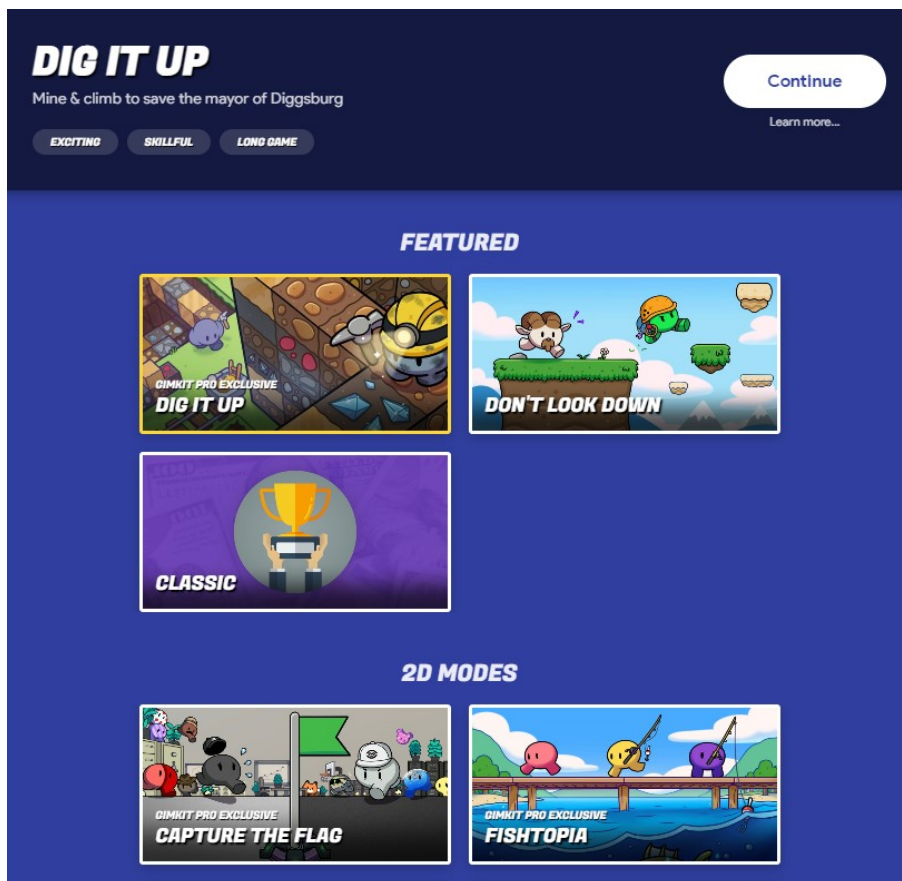 DIG IT UP
Mine & climb to save the mayor of Diggsburg
Continue
Learn more...
EXCITING
SKILLFUL
LONG GAME
FEATURED
GIMKIT PRO EXCLUSIVE
DIG IT UP
DON'T LOOK DOWN
CLASSIC
2D MODES
GIMKIT PRO EXCLUSIVE
CAPTURE THE FLAG
GIMKIT PRO EXCLUSIVE
FISHTOPIA